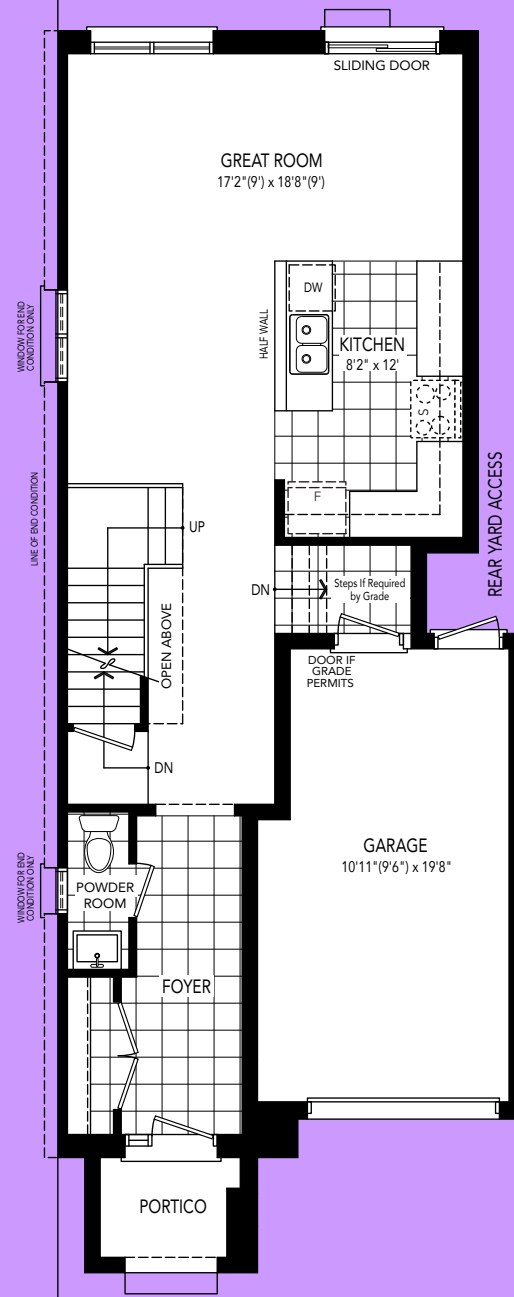 SLIDING DOOR
GREAT ROOM
17'2"(9') x 18'8"(9')
WINDOW FOR END
CONDITION ONLY
HALF WALL
DW
KITCHEN
8'2" x 12'
S
F
LINE OF END CONDITION
UP
REAR YARD ACCESS
DN
Steps If Required
by Grade
OPEN ABOVE
DOOR IF
GRADE
PERMITS
DN
GARAGE
10'11"(9'6") x 19'8"
WINDOW FOR END
CONDITION ONLY
POWDER
ROOM
FOYER
PORTICO